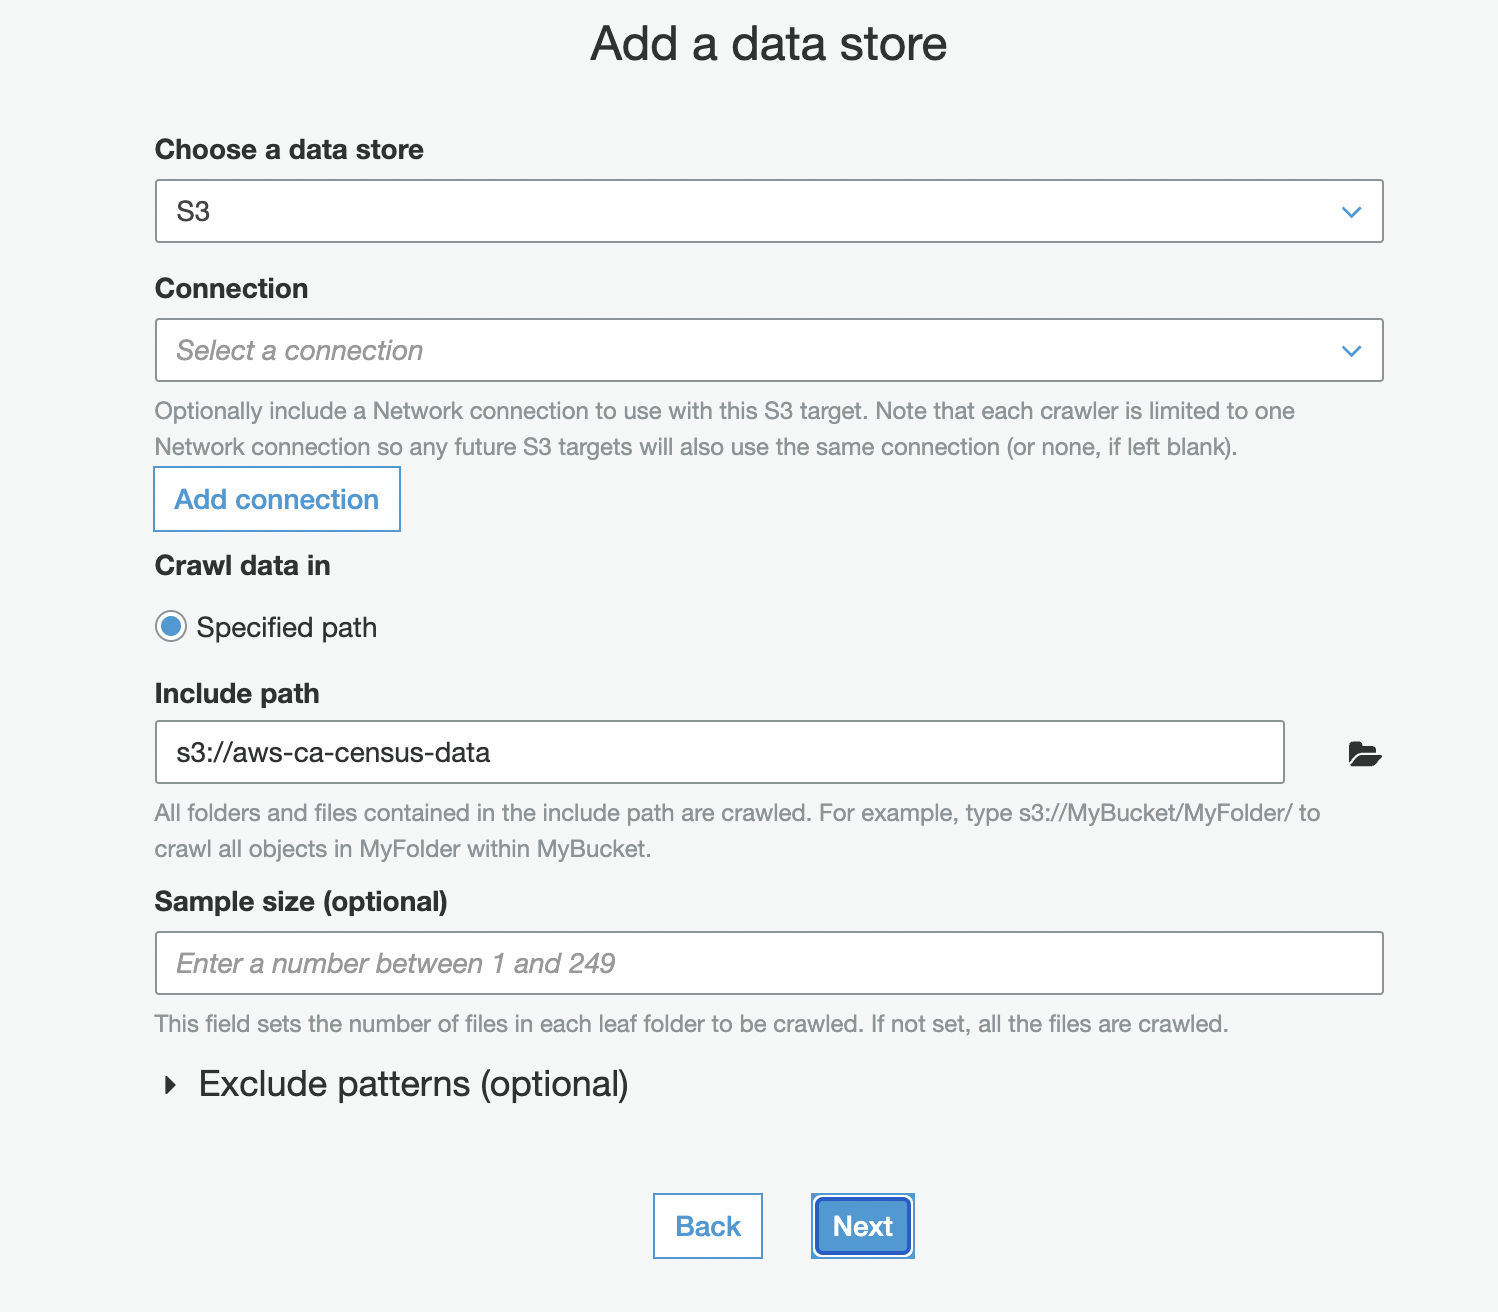 Add a data store
Choose a data store
S3
Connection
Select a connection
Optionally include a Network connection to use with this S3 target. Note that each crawler is limited to one
Network connection so any future S3 targets will also use the same connection (or none, if left blank).
Add connection
Crawl data in
Specified path
Include path
s3://aws-ca-census-data
All folders and files contained in the include path are crawled. For example, type s3://MyBucket/MyFolder/ to
crawl all objects in MyFolder within MyBucket.
Sample size (optional)
Enter a number between 1 and 249
This field sets the number of files in each leaf folder to be crawled. If not set, all the files are crawled.
Exclude patterns (optional)
Back
Next